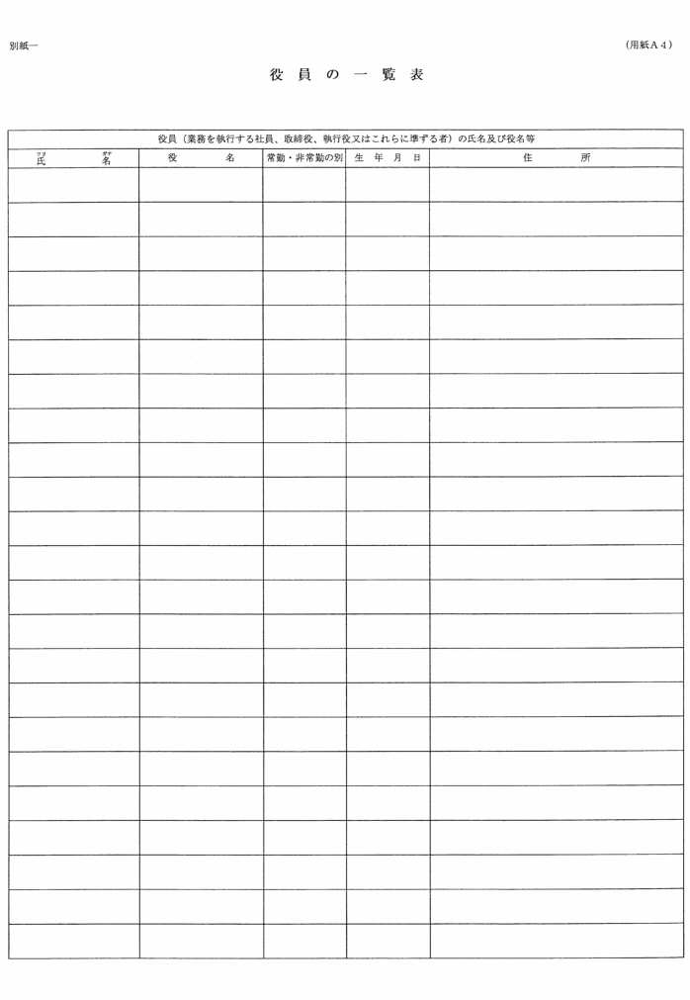 別紙一
（用紙Ａ４）
役員の一覧表
役員（業務を執行する社員、取締役、執行役又はこれらに準ずる者）の氏名及び役名等
フリ ガナ
氏 名 役 名 常勤・非常勤の別 生年月日 住 所